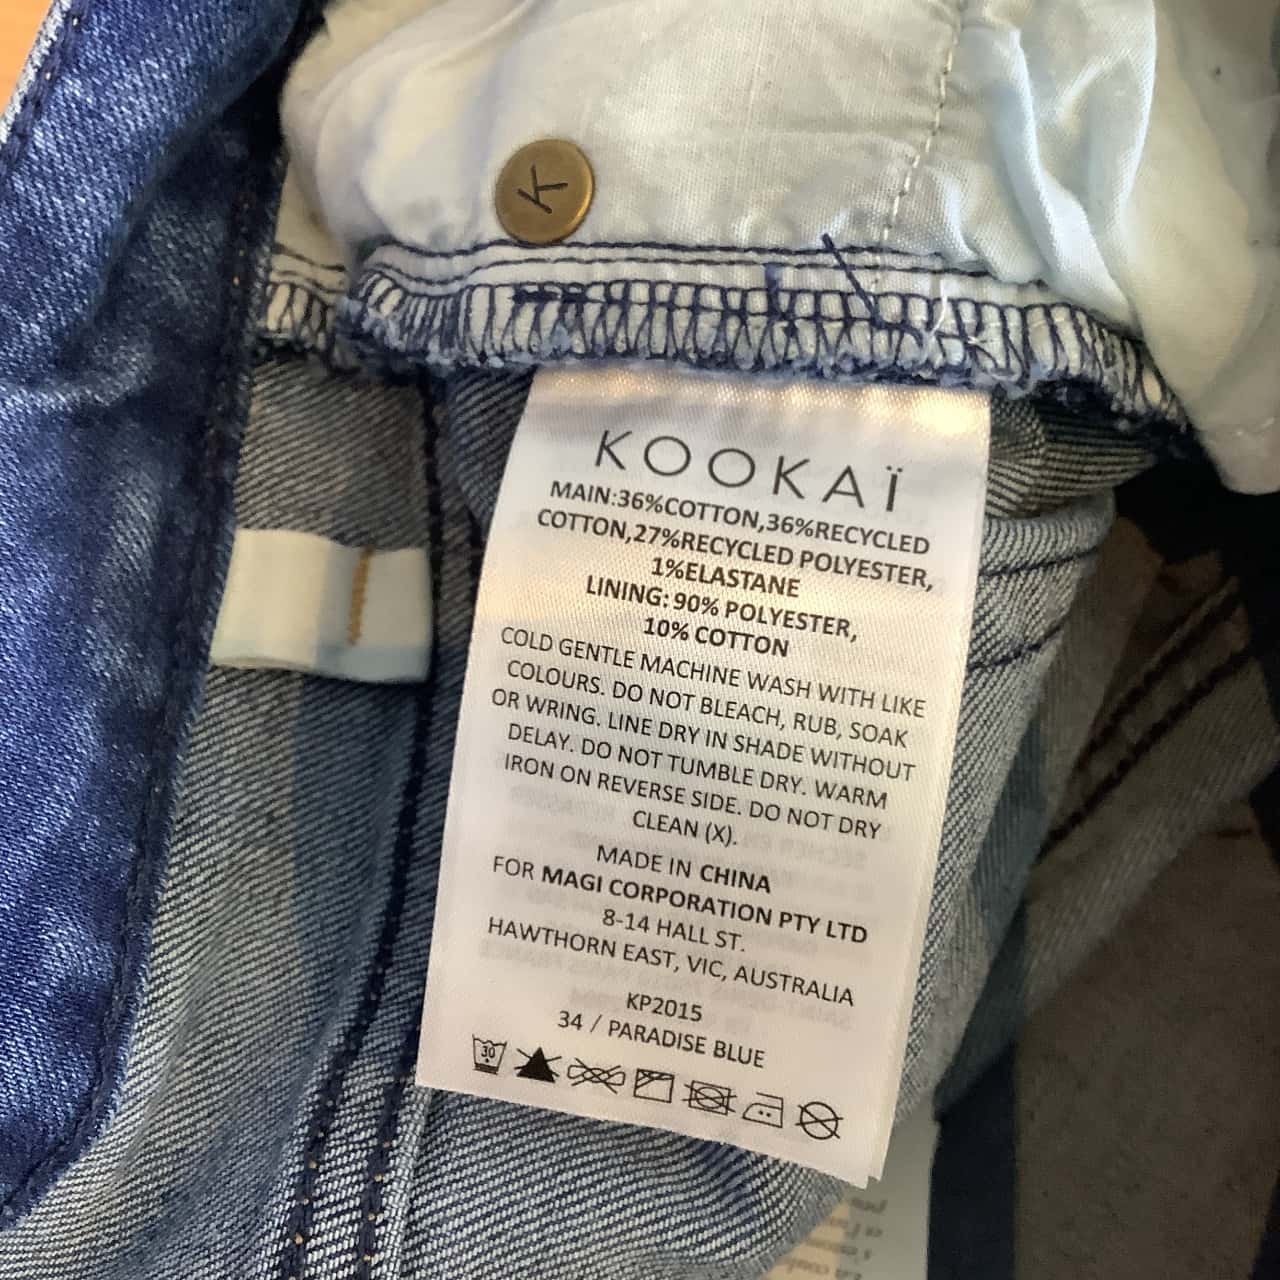 K
KOOKAÏ
MAIN:36%COTTON,36%RECYCLED
COTTON,27%RECYCLED POLYESTER,
1%ELASTANE
LINING: 90% POLYESTER,
10% COTTON
COLD GENTLE MACHINE WASH WITH LIKE
COLOURS. DO NOT BLEACH, RUB, SOAK
OR WRING. LINE DRY IN SHADE WITHOUT
DELAY. DO NOT TUMBLE DRY. WARM
IRON ON REVERSE SIDE. DO NOT DRY
CLEAN (X).
MADE IN CHINA
FOR MAGI CORPORATION PTY LTD
8-14 HALL ST.
HAWTHORN EAST, VIC, AUSTRALIA
KP2015
34 / PARADISE BLUE
30